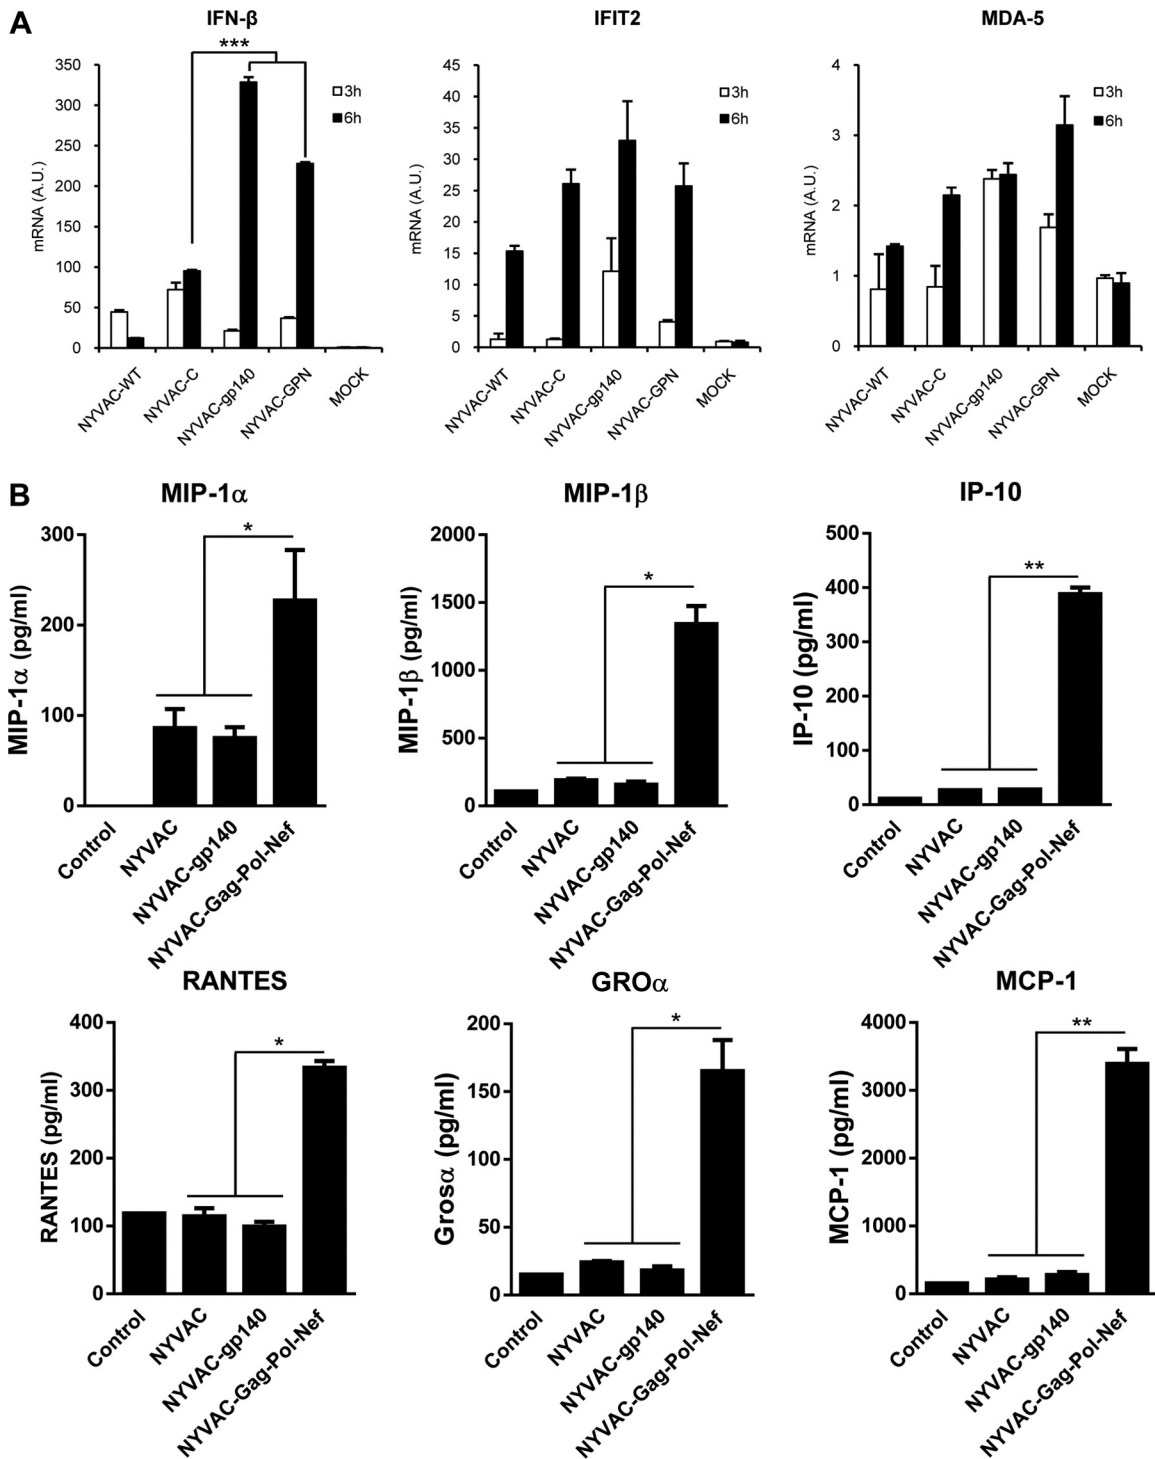 A
IFN-β
IFIT2
MDA-5
***
mRNA (A.U.)
350
300
250
200
150
100
50
0
3h
6h
NYVAC-WT
NYVAC-C
NYVAC-gp140
NYVAC-GPN
MOCK
mRNA (A.U.)
45
40
35
30
25
20
15
10
5
0
3h
6h
NYVAC-WT
NYVAC-C
NYVAC-gp140
NYVAC-GPN
MOCK
mRNA (A.U.)
4
3
2
1
0
3h
6h
NYVAC-WT
NYVAC-C
NYVAC-gp140
NYVAC-GPN
MOCK
B
MIP-1α
MIP-1α (pg/ml)
300
200
100
0
*
Control
NYVAC
NYVAC-gp140
NYVAC-Gag-Pol-Nef
MIP-1β
MIP-1β (pg/ml)
2000
1500
1000
500
0
*
Control
NYVAC
NYVAC-gp140
NYVAC-Gag-Pol-Nef
IP-10
IP-10 (pg/ml)
500
400
300
200
100
0
**
Control
NYVAC
NYVAC-gp140
NYVAC-Gag-Pol-Nef
RANTES
RANTES (pg/ml)
400
300
200
100
0
*
Control
NYVAC
NYVAC-gp140
NYVAC-Gag-Pol-Nef
GROα
Grosα (pg/ml)
200
150
100
50
0
*
Control
NYVAC
NYVAC-gp140
NYVAC-Gag-Pol-Nef
MCP-1
MCP-1 (pg/ml)
4000
3000
2000
1000
0
**
Control
NYVAC
NYVAC-gp140
NYVAC-Gag-Pol-Nef